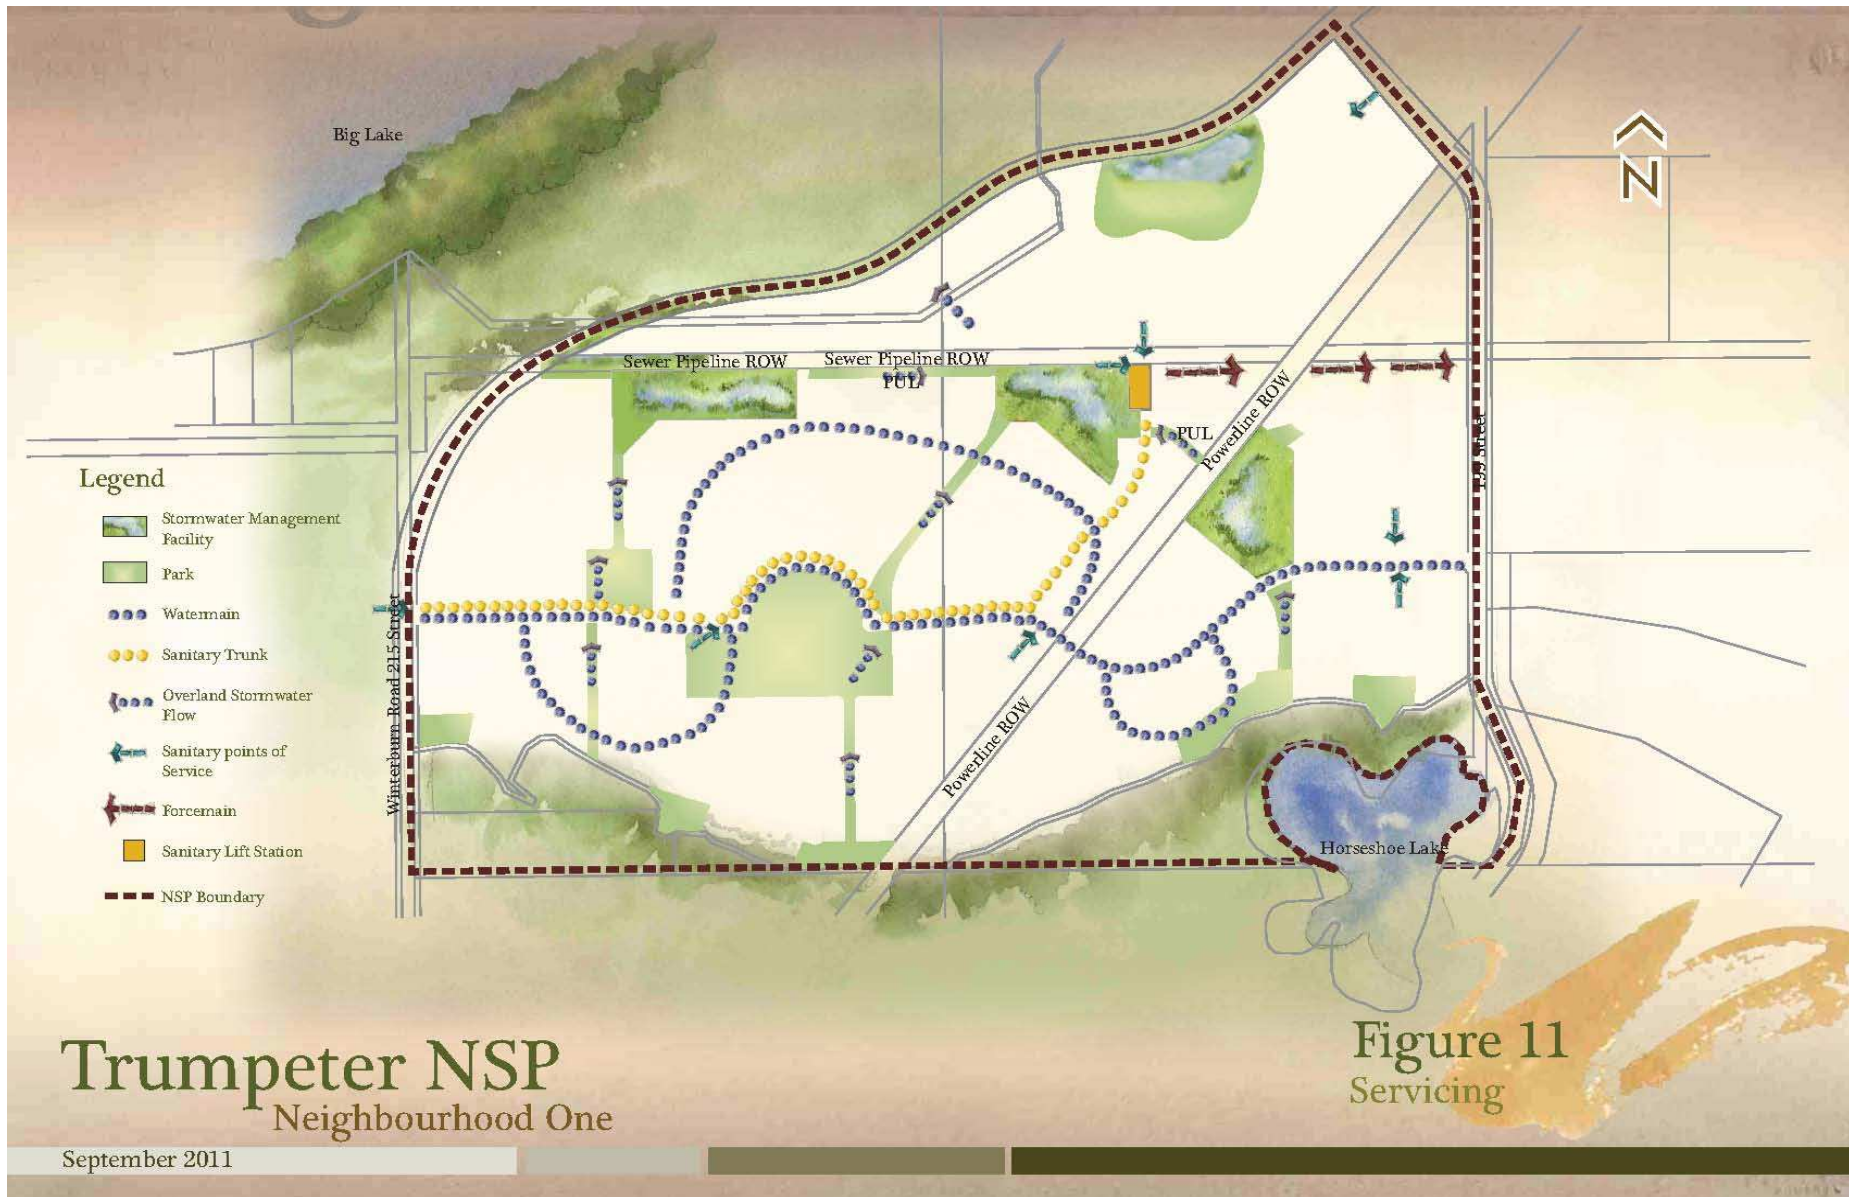 Big Lake
N
Sewer Pipeline ROW
Sewer Pipeline ROW
PUL
PUL
Powerline ROW
199 Street
Legend
Stormwater Management
Facility
Park
Watermain
Sanitary Trunk
Overland Stormwater
Flow
Sanitary points of
Service
Forcemain
Sanitary Lift Station
NSP Boundary
Winterburn Road 215 Street
Powerline ROW
Horseshoe Lake
Trumpeter NSP
Neighbourhood One
Figure 11
Servicing
September 2011